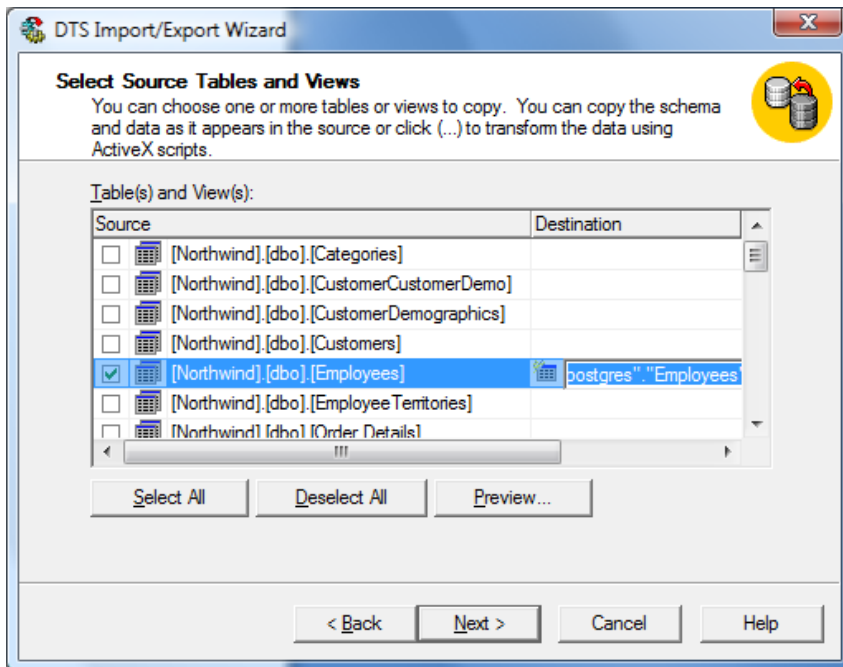 DTS Import/Export Wizard
Select Source Tables and Views
You can choose one or more tables or views to copy. You can copy the schema
and data as it appears in the source or click (...) to transform the data using
ActiveX scripts.
Table(s) and View(s):
Source Destination
[Northwind].[dbo].[Categories]
[Northwind].[dbo].[CustomerCustomerDemo]
[Northwind].[dbo].[CustomerDemographics]
[Northwind].[dbo].[Customers]
[Northwind].[dbo].[Employees] postgres"."Employees"
[Northwind].[dbo].[EmployeeTerritories]
[Northwind].[dbo].[Order Details]
Select All Deselect All Preview...
< Back Next > Cancel Help